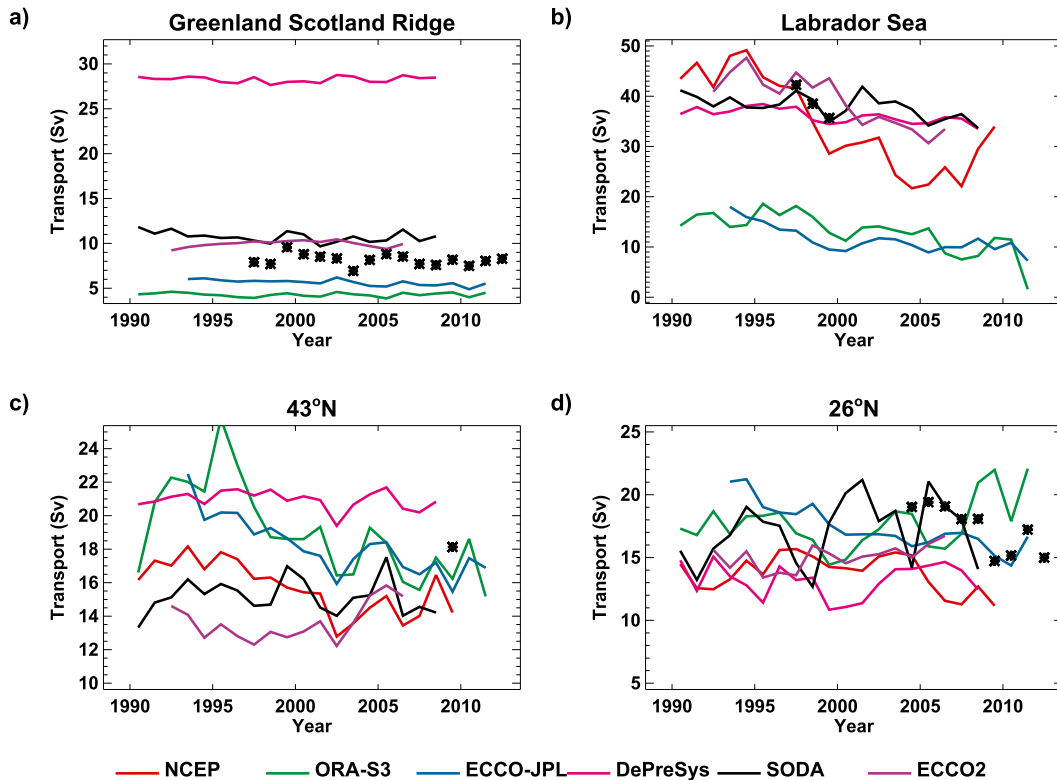 a) Greenland Scotland Ridge
30
25
20
15
10
5
Transport (Sv)
1990 1995 2000 2005 2010
Year
b) Labrador Sea
50
40
30
20
10
0
Transport (Sv)
1990 1995 2000 2005 2010
Year
c) 43°N
24
22
20
18
16
14
12
10
Transport (Sv)
1990 1995 2000 2005 2010
Year
d) 26°N
25
20
15
10
5
Transport (Sv)
1990 1995 2000 2005 2010
Year
NCEP ORA-S3 ECCO-JPL DePreSys SODA ECCO2